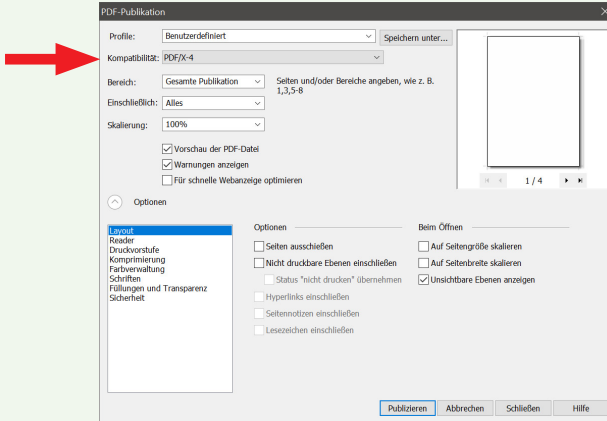 PDF-Publikation
Profile: Benutzerdefiniert Speichern unter...
Kompatibilität: PDF/X-4
Bereich: Gesamte Publikation Seiten und/oder Bereiche angeben, wie z. B.
1,3,5-8
Einschließlich: Alles
Skalierung: 100%
Vorschau der PDF-Datei
Warnungen anzeigen
Für schnelle Webanzeige optimieren
1 / 4
Optionen
Layout
Reader
Druckvorstufe
Komprimierung
Farbverwaltung
Schriften
Füllungen und Transparenz
Sicherheit
Optionen
Seiten ausschießen
Nicht druckbare Ebenen einschließen
Status "nicht drucken" übernehmen
Hyperlinks einschließen
Seitennotizen einschließen
Lesezeichen einschließen
Beim Öffnen
Auf Seitengröße skalieren
Auf Seitenbreite skalieren
Unsichtbare Ebenen anzeigen
Publizieren Abbrechen Schließen Hilfe